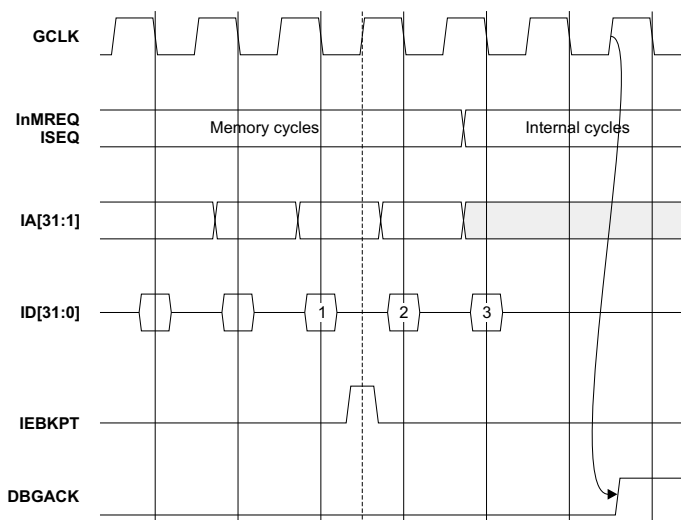 GCLK
InMREQ
ISEQ
Memory cycles
Internal cycles
IA[31:1]
ID[31:0]
1
2
3
IEBKPT
DBGACK